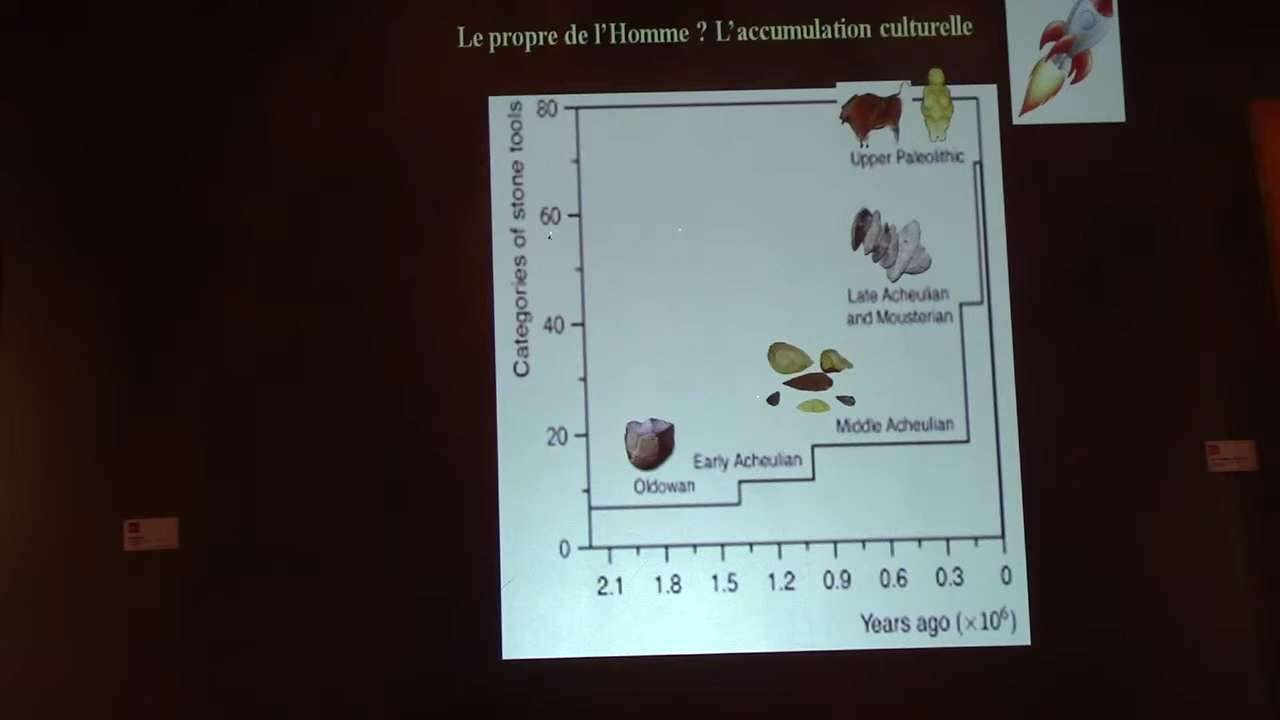 Le propre de l'Homme ? L'accumulation culturelle
Categories of stone tools
80
60
40
20
0
Upper Paleolithic
Late Acheulian
and Mousterian
Middle Acheulian
Early Acheulian
Oldowan
2.1 1.8 1.5 1.2 0.9 0.6 0.3 0
Years ago (×10⁶)